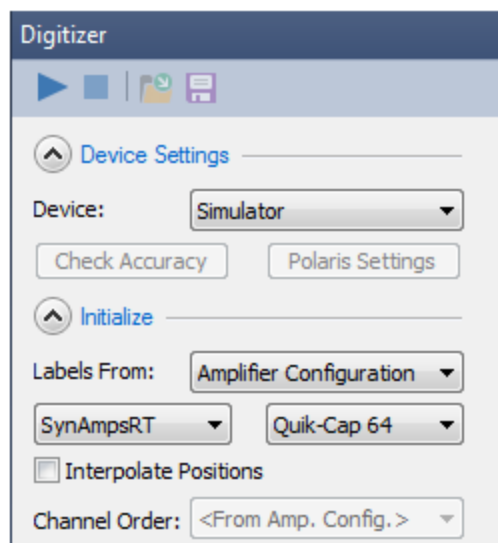 Digitizer
Device Settings
Device: Simulator
Check Accuracy Polaris Settings
Initialize
Labels From: Amplifier Configuration
SynAmpsRT Quik-Cap 64
Interpolate Positions
Channel Order: <From Amp. Config.>